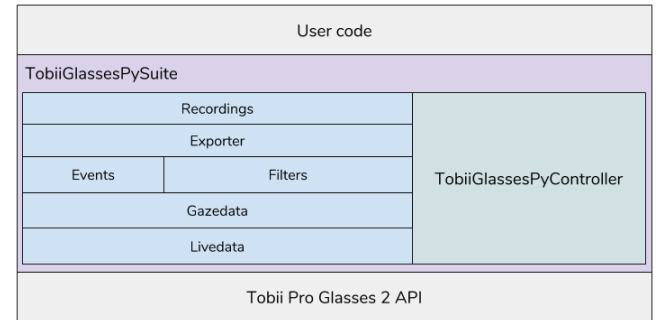 User code
TobiiGlassesPySuite
Recordings
Exporter
Events
Filters
TobiiGlassesPyController
Gazedata
Livedata
Tobii Pro Glasses 2 API